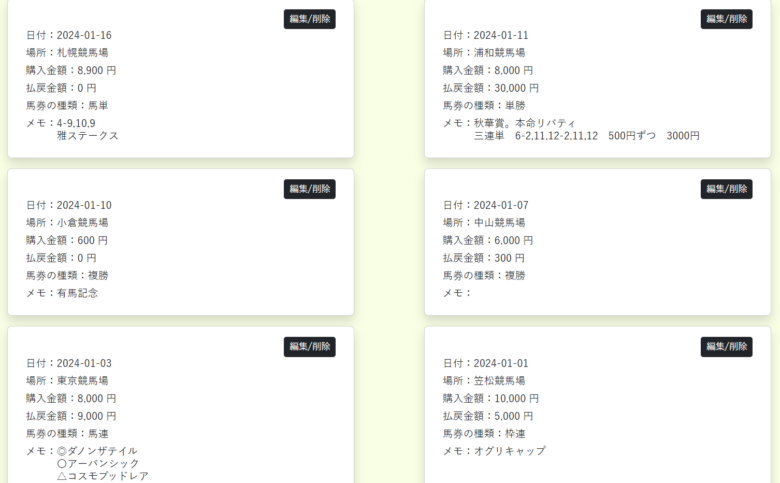 編集/削除
日付：2024-01-16
場所：札幌競馬場
購入金額：8,900 円
払戻金額：0 円
馬券の種類：馬単
メモ：4-9,10,9
雅ステークス
編集/削除
日付：2024-01-11
場所：浦和競馬場
購入金額：8,000 円
払戻金額：30,000 円
馬券の種類：単勝
メモ：秋華賞。本命リバティ
三連単　6-2,11,12-2,11,12　500円ずつ　3000円
編集/削除
日付：2024-01-10
場所：小倉競馬場
購入金額：600 円
払戻金額：0 円
馬券の種類：複勝
メモ：有馬記念
編集/削除
日付：2024-01-07
場所：中山競馬場
購入金額：6,000 円
払戻金額：300 円
馬券の種類：複勝
メモ：
編集/削除
日付：2024-01-03
場所：東京競馬場
購入金額：8,000 円
払戻金額：9,000 円
馬券の種類：馬連
メモ：◎ダノンザテイル
〇アーバンシック
△コスモブッドレア
編集/削除
日付：2024-01-01
場所：笠松競馬場
購入金額：10,000 円
払戻金額：5,000 円
馬券の種類：枠連
メモ：オグリキャップ